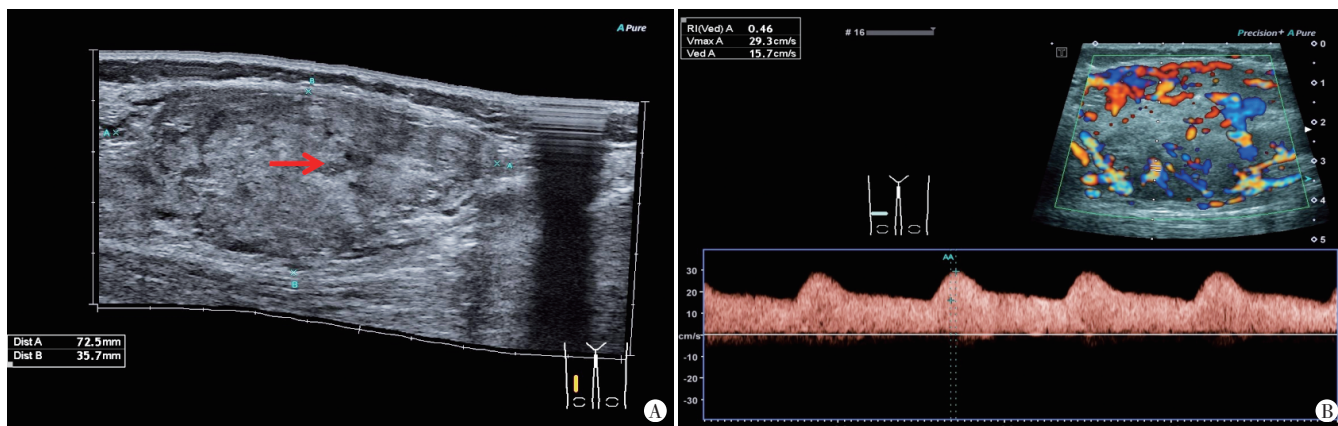 A Pure
B
A
A
B
Dist A 72.5mm
Dist B 35.7mm
A
RI(Ved) A 0.46
Vmax A 29.3cm/s
Ved A 15.7cm/s
# 16
Precision+ A Pure
T
0
1
2
3
4
5
AA
30
20
10
cm/s
-10
-20
-30
B